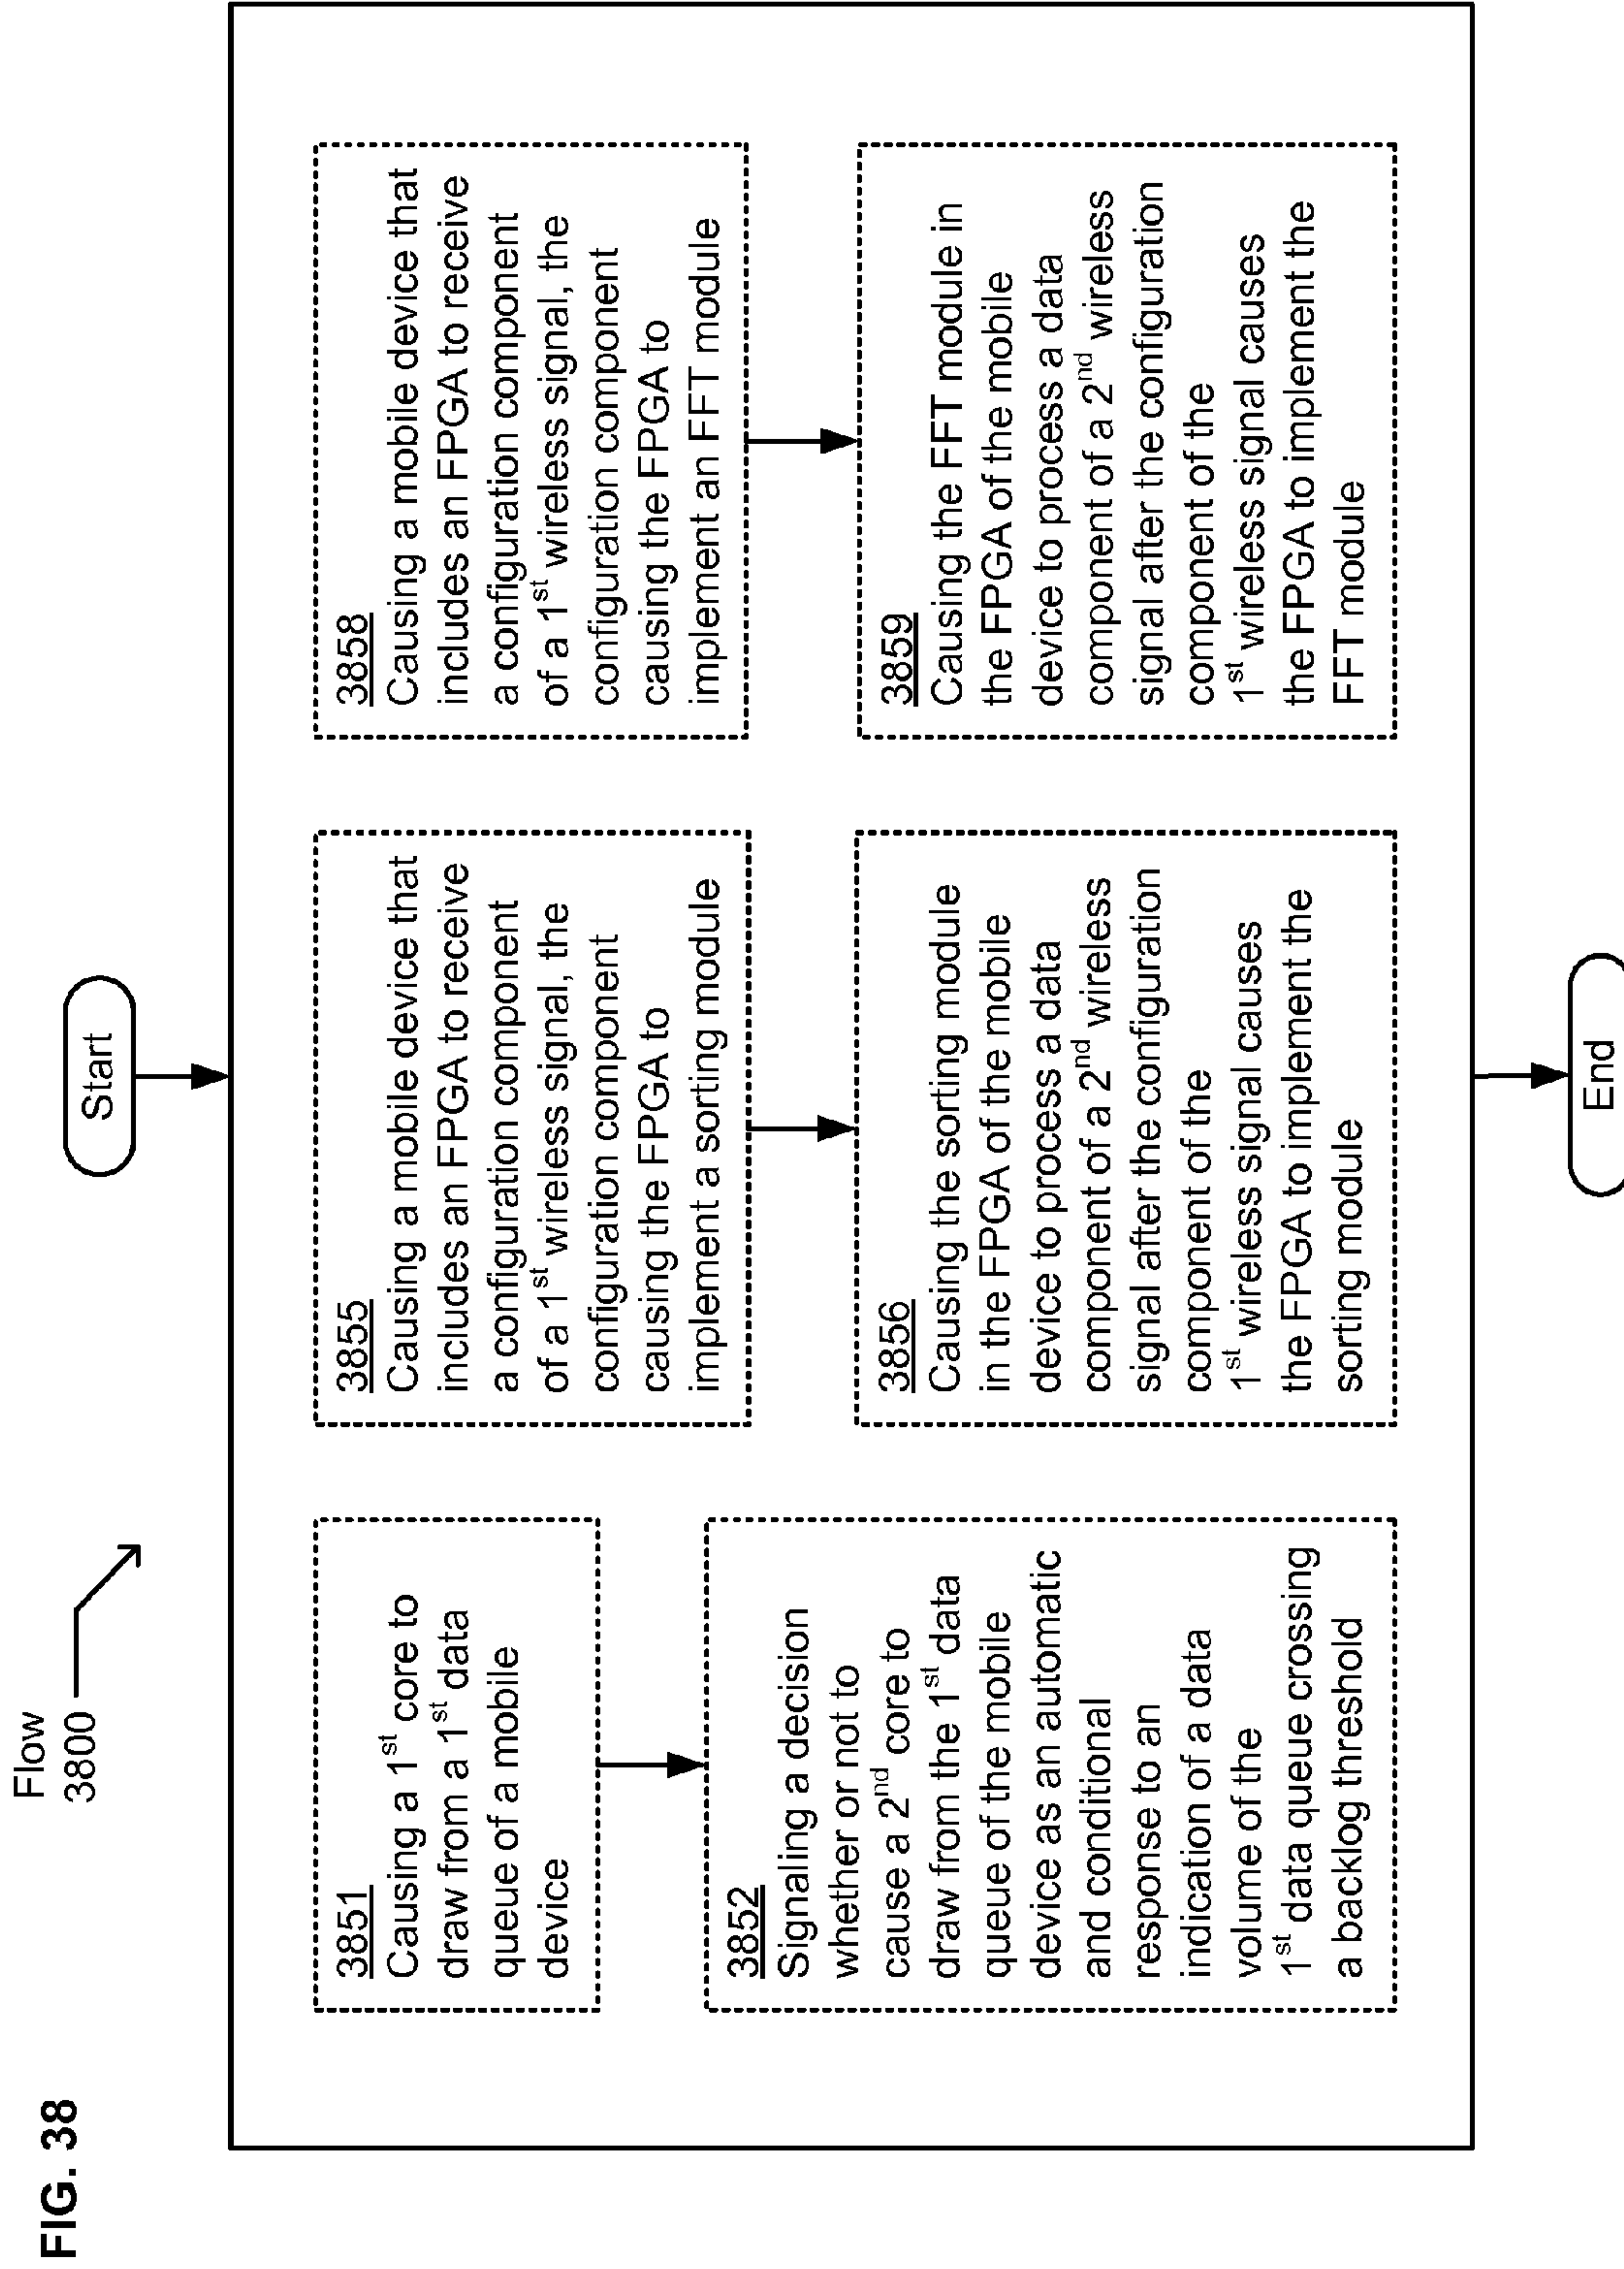 FIG. 38
Flow
3800
Start
3851
Causing a 1st core to
draw from a 1st data
queue of a mobile
device
3852
Signaling a decision
whether or not to
cause a 2nd core to
draw from the 1st data
queue of the mobile
device as an automatic
and conditional
response to an
indication of a data
volume of the
1st data queue crossing
a backlog threshold
3855
Causing a mobile device that
includes an FPGA to receive
a configuration component
of a 1st wireless signal, the
configuration component
causing the FPGA to
implement a sorting module
3856
Causing the sorting module
in the FPGA of the mobile
device to process a data
component of a 2nd wireless
signal after the configuration
component of the
1st wireless signal causes
the FPGA to implement the
sorting module
3858
Causing a mobile device that
includes an FPGA to receive
a configuration component
of a 1st wireless signal, the
configuration component
causing the FPGA to
implement an FFT module
3859
Causing the FFT module in
the FPGA of the mobile
device to process a data
component of a 2nd wireless
signal after the configuration
component of the
1st wireless signal causes
the FPGA to implement the
FFT module
End